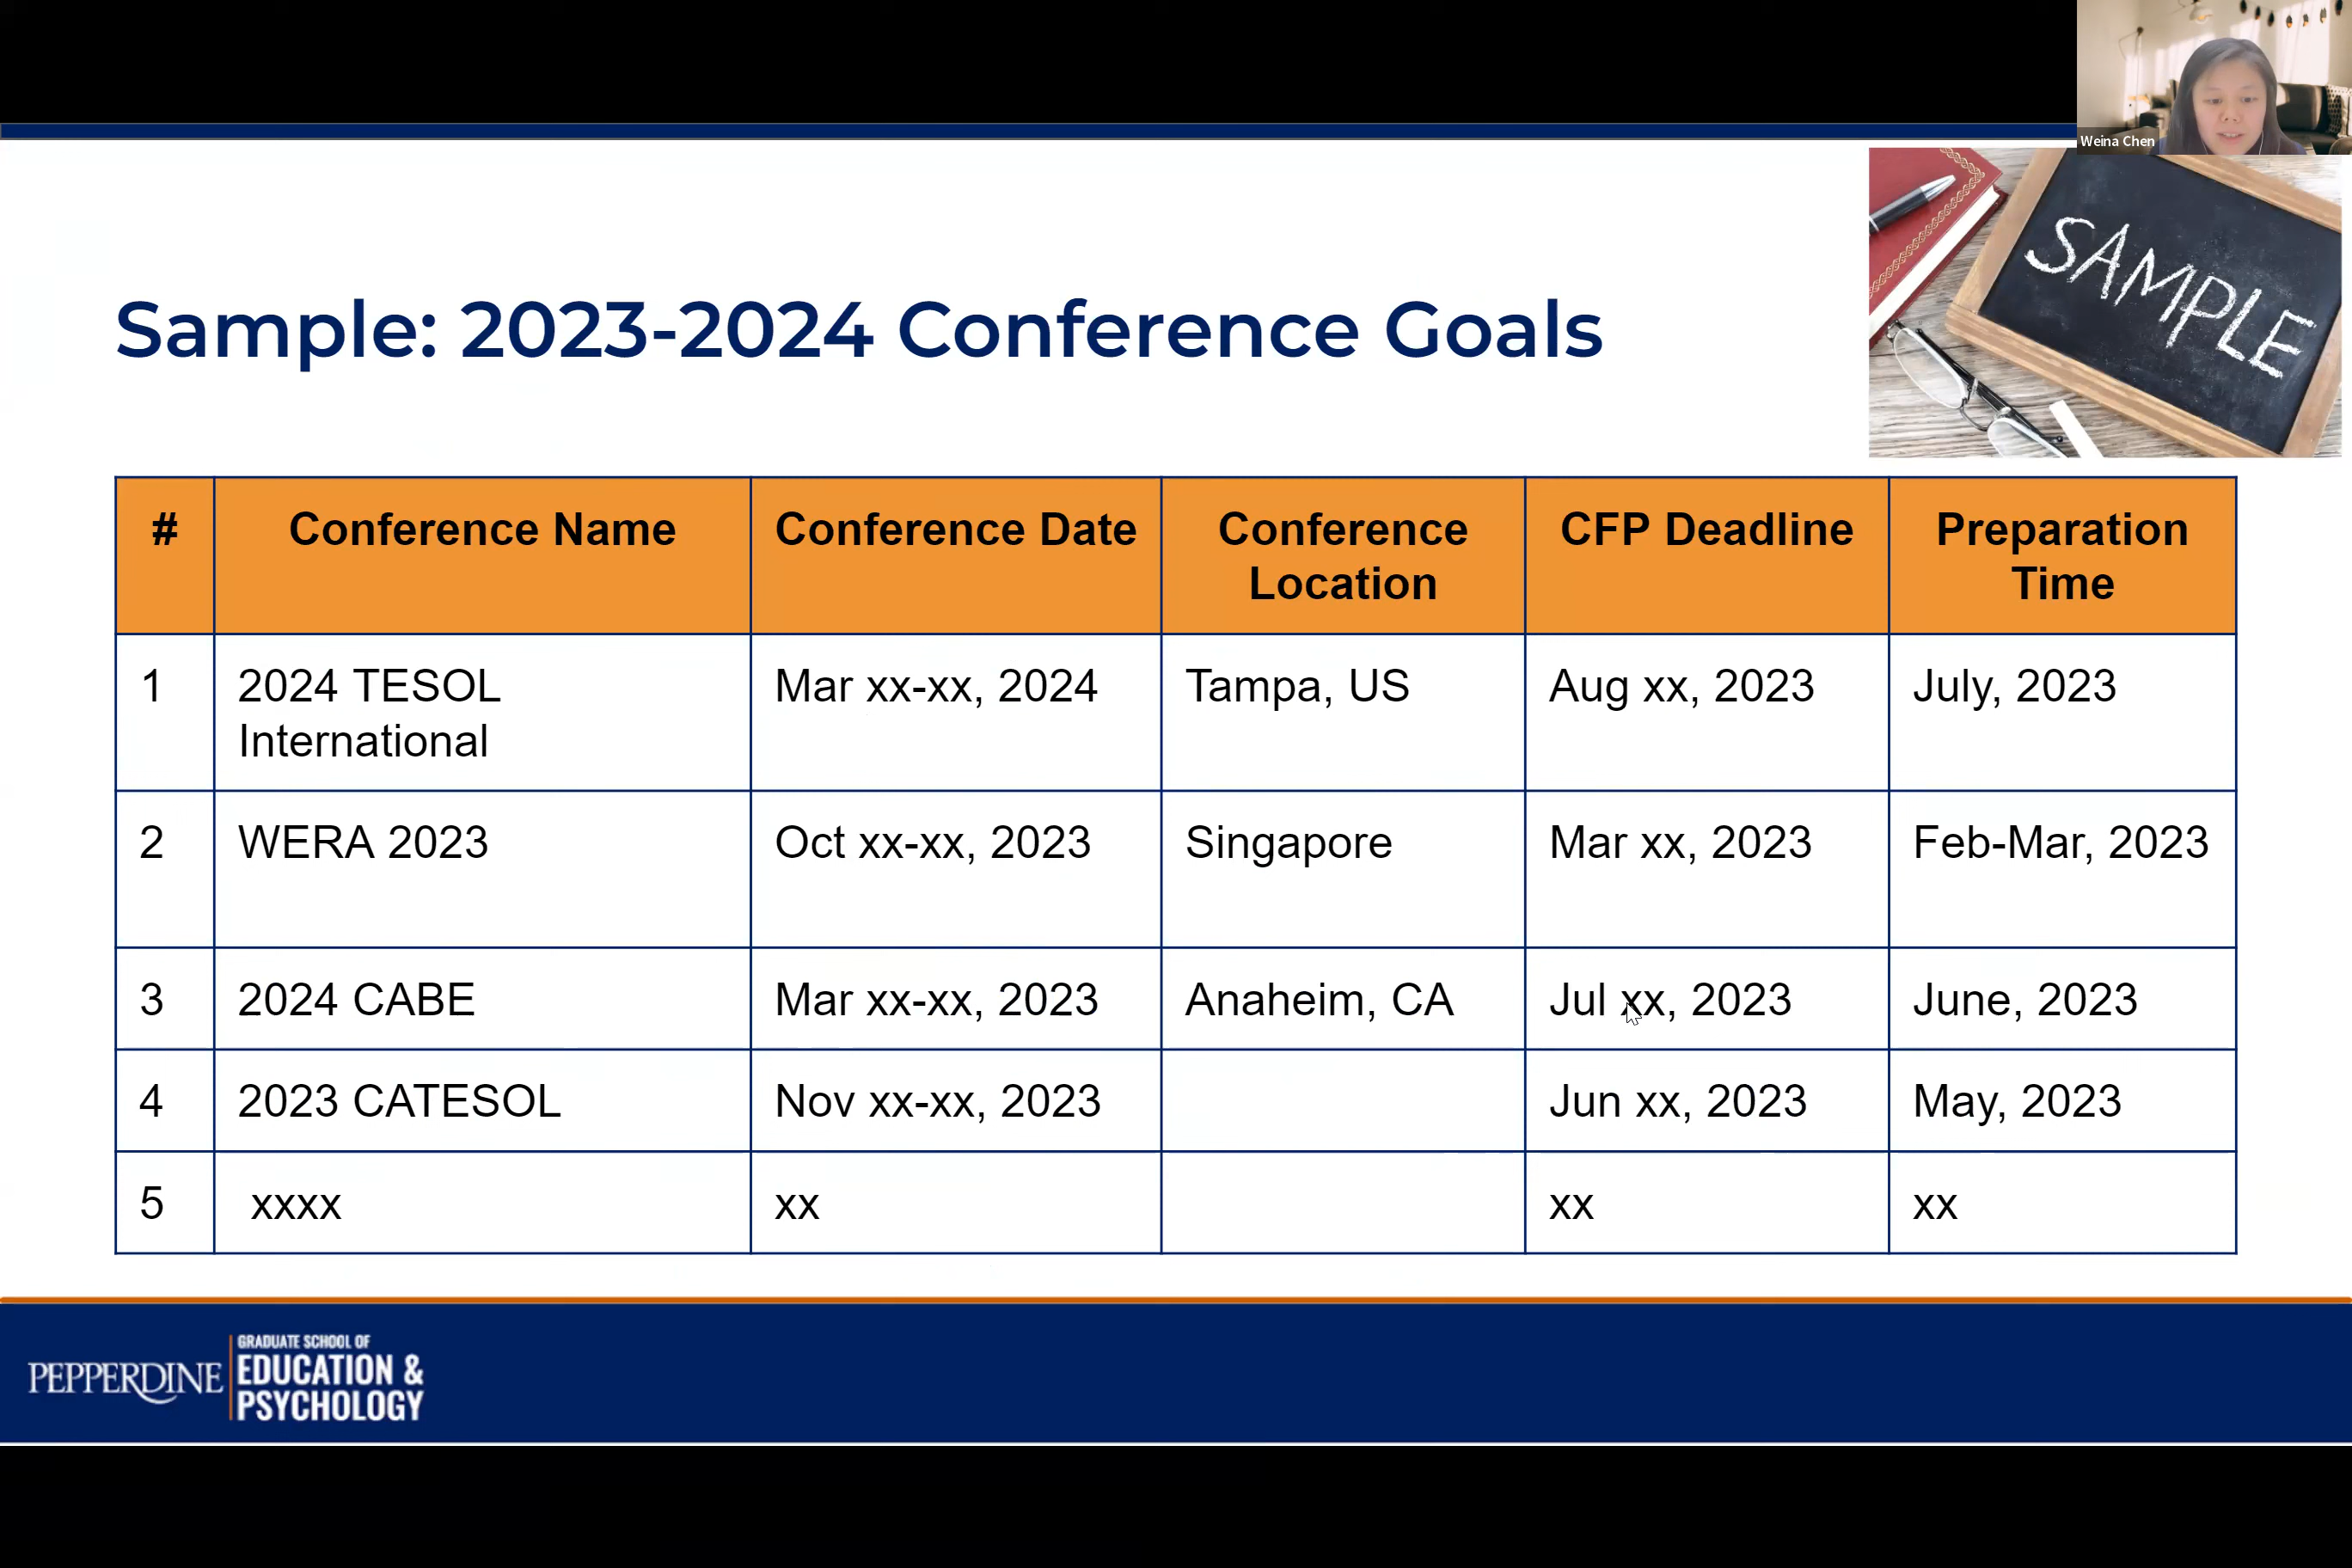 Weina Chen
SAMPLE
Sample: 2023-2024 Conference Goals
# Conference Name Conference Date Conference Location CFP Deadline Preparation Time
1 2024 TESOL International Mar xx-xx, 2024 Tampa, US Aug xx, 2023 July, 2023
2 WERA 2023 Oct xx-xx, 2023 Singapore Mar xx, 2023 Feb-Mar, 2023
3 2024 CABE Mar xx-xx, 2023 Anaheim, CA Jul xx, 2023 June, 2023
4 2023 CATESOL Nov xx-xx, 2023 Jun xx, 2023 May, 2023
5 xxxx xx xx xx
PEPPERDINE
GRADUATE SCHOOL OF
EDUCATION &
PSYCHOLOGY